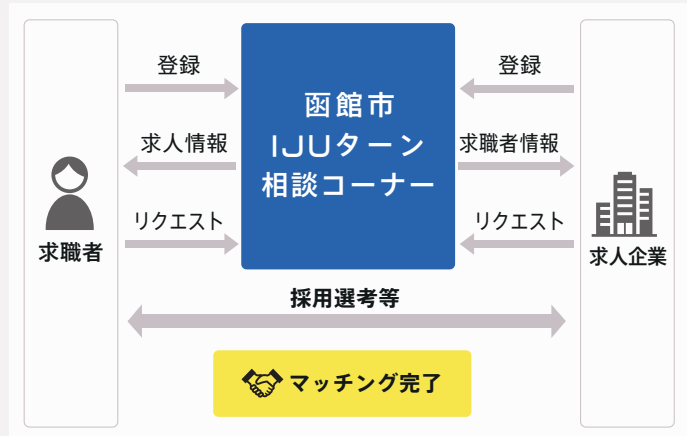 登録
登録
函館市
IJUターン
相談コーナー
求人情報
求職者情報
リクエスト
リクエスト
求職者
求人企業
採用選考等
マッチング完了